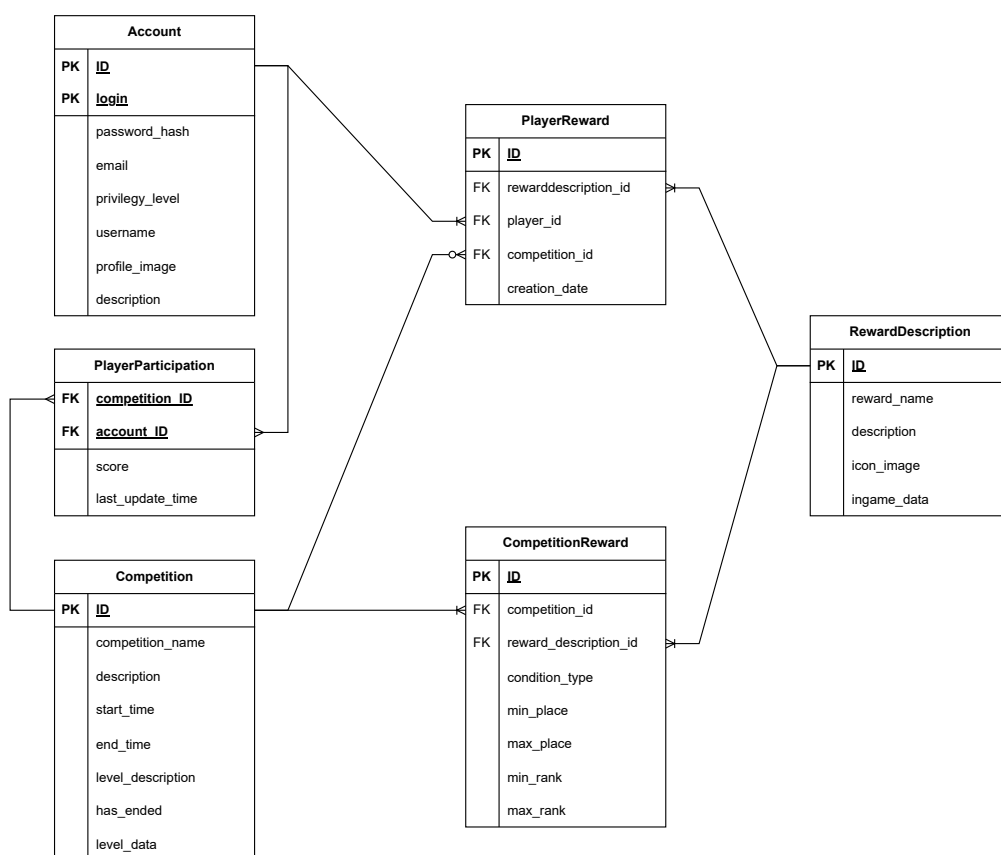 Account
PK ID
PK login
password_hash
email
privilegy_level
username
profile_image
description
PlayerParticipation
FK competition_ID
FK account_ID
score
last_update_time
Competition
PK ID
competition_name
description
start_time
end_time
level_description
has_ended
level_data
PlayerReward
PK ID
FK rewarddescription_id
FK player_id
FK competition_id
creation_date
CompetitionReward
PK ID
FK competition_id
FK reward_description_id
condition_type
min_place
max_place
min_rank
max_rank
RewardDescription
PK ID
reward_name
description
icon_image
ingame_data